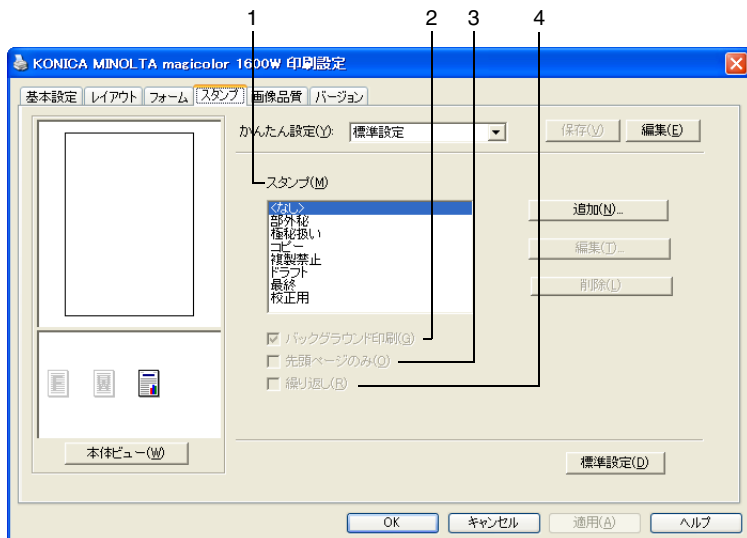 1 2 3 4
KONICA MINOLTA magicolor 1600W 印刷設定
基本設定 レイアウト フォーム スタンプ 画像品質 バージョン
かんたん設定(Y): 標準設定 保存(V) 編集(E)
スタンプ(M)
<なし>
部外秘
極秘扱い
コピー
複製禁止
ドラフト
最終
校正用
追加(N)...
編集(T)...
削除(L)
バックグラウンド印刷(G)
先頭ページのみ(O)
繰り返し(R)
本体ビュー(W)
標準設定(D)
OK キャンセル 適用(A) ヘルプ